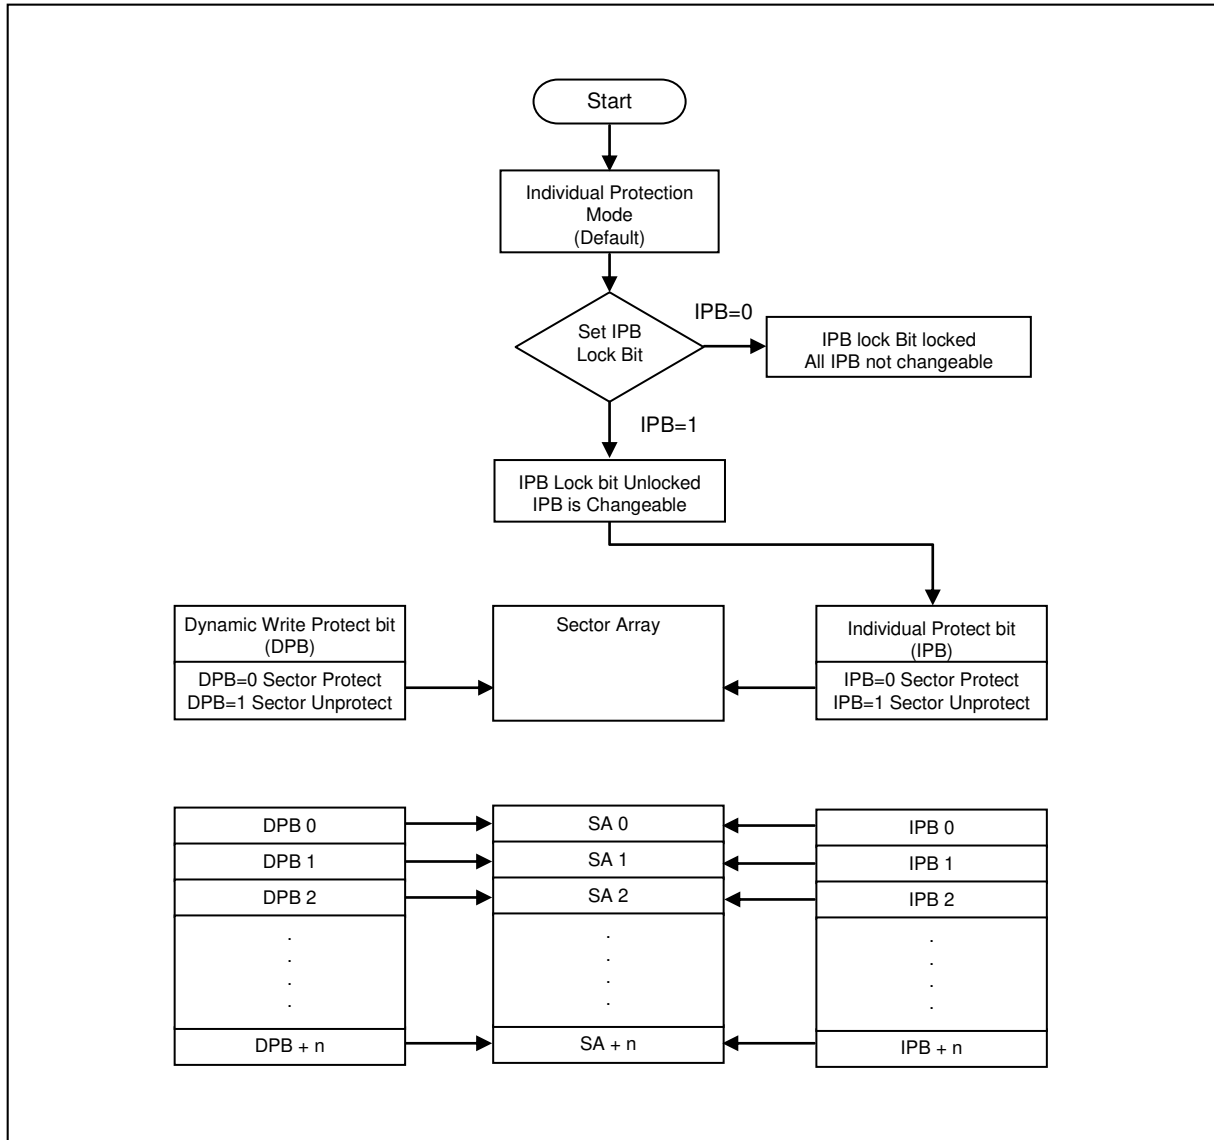 Start
Individual Protection
Mode
(Default)
Set IPB
Lock Bit
IPB=0
IPB lock Bit locked
All IPB not changeable
IPB=1
IPB Lock bit Unlocked
IPB is Changeable
Dynamic Write Protect bit
(DPB)
DPB=0 Sector Protect
DPB=1 Sector Unprotect
Sector Array
Individual Protect bit
(IPB)
IPB=0 Sector Protect
IPB=1 Sector Unprotect
DPB 0
SA 0
IPB 0
DPB 1
SA 1
IPB 1
DPB 2
SA 2
IPB 2
. . .
. . .
. . .
. . .
DPB + n
SA + n
IPB + n